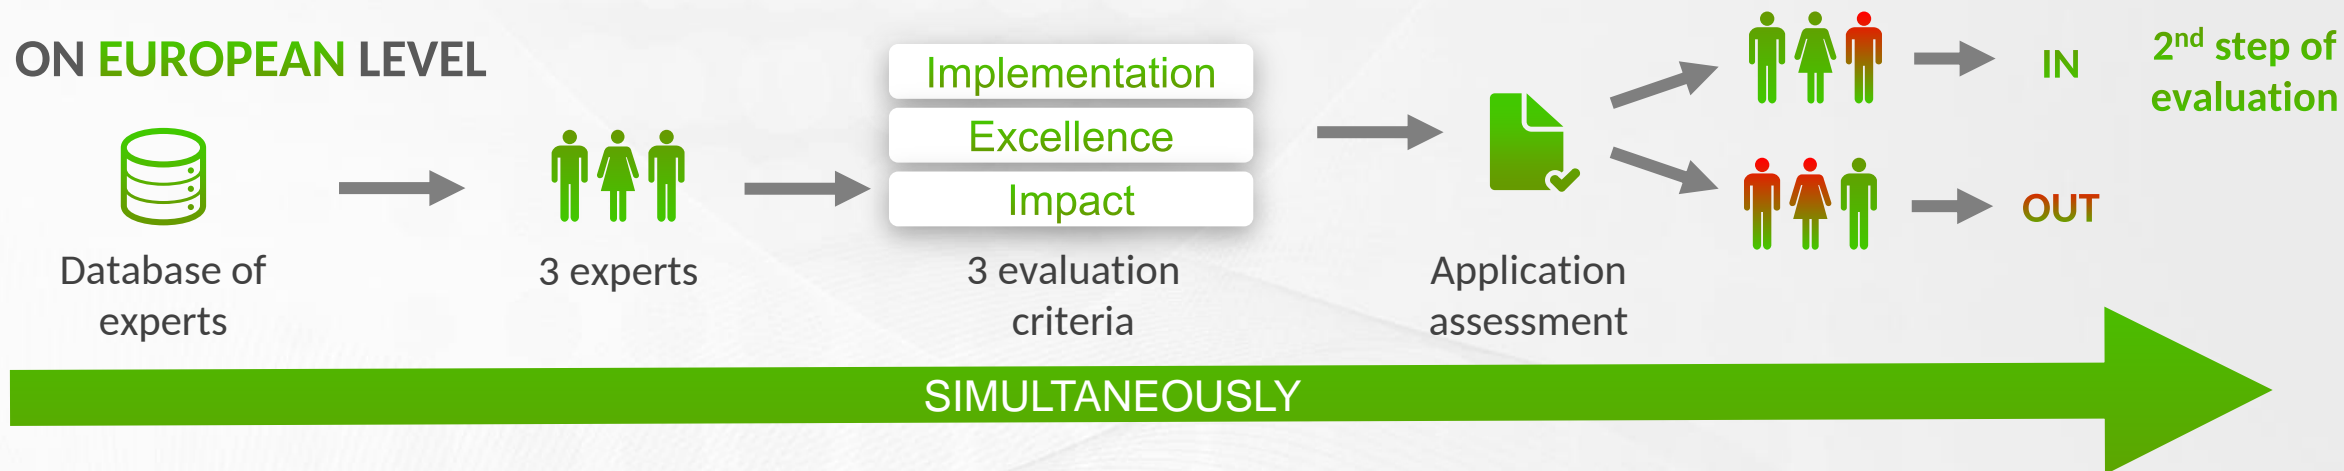 ON EUROPEAN LEVEL
Database of
experts
3 experts
Implementation
Excellence
Impact
3 evaluation
criteria
Application
assessment
IN
OUT
2nd step of
evaluation
SIMULTANEOUSLY